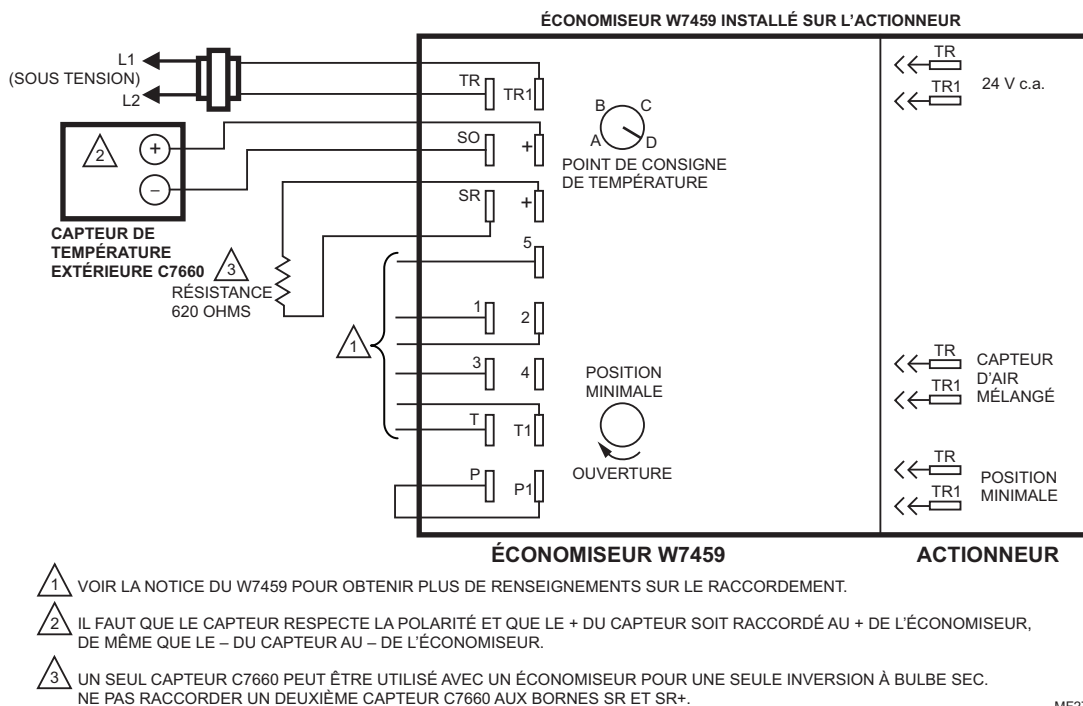 ÉCONOMISEUR W7459 INSTALLÉ SUR L'ACTIONNEUR
L1
(SOUS TENSION)
L2
TR
TR1
TR
TR1
24 V c.a.
B
C
A
D
POINT DE CONSIGNE
DE TEMPÉRATURE
2
+
–
SO
+
CAPTEUR DE
TEMPÉRATURE
EXTÉRIEURE C7660
SR
+
3
RÉSISTANCE
620 OHMS
5
1
1
2
3
4
T
T1
P
P1
POSITION
MINIMALE
OUVERTURE
TR
TR1
CAPTEUR
D'AIR
MÉLANGÉ
TR
TR1
POSITION
MINIMALE
ÉCONOMISEUR W7459
ACTIONNEUR
1 VOIR LA NOTICE DU W7459 POUR OBTENIR PLUS DE RENSEIGNEMENTS SUR LE RACCORDEMENT.
2 IL FAUT QUE LE CAPTEUR RESPECTE LA POLARITÉ ET QUE LE + DU CAPTEUR SOIT RACCORDÉ AU + DE L'ÉCONOMISEUR,
DE MÊME QUE LE – DU CAPTEUR AU – DE L'ÉCONOMISEUR.
3 UN SEUL CAPTEUR C7660 PEUT ÊTRE UTILISÉ AVEC UN ÉCONOMISEUR POUR UNE SEULE INVERSION À BULBE SEC.
NE PAS RACCORDER UN DEUXIÈME CAPTEUR C7660 AUX BORNES SR ET SR+.